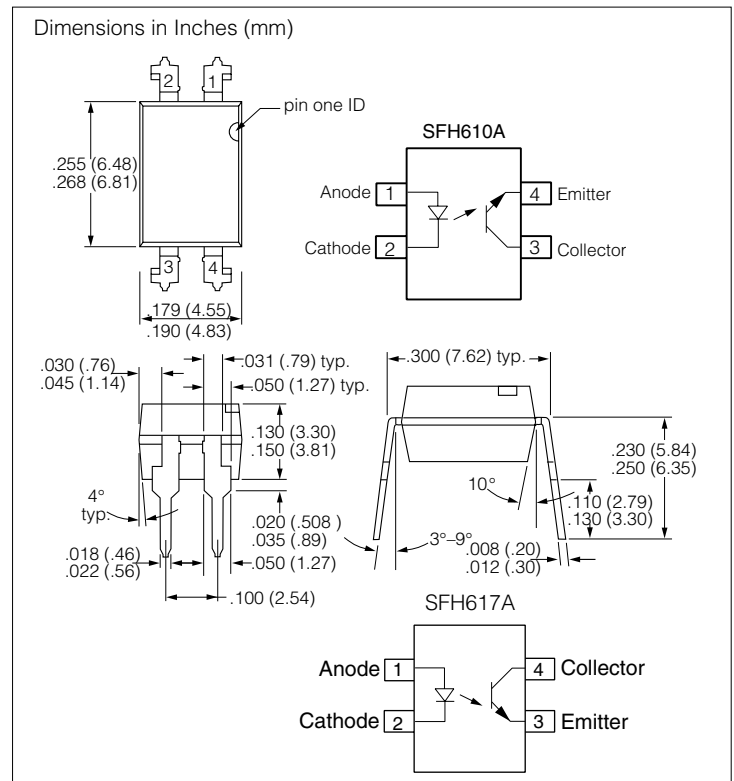 Dimensions in Inches (mm)
2 1
pin one ID
.255 (6.48)
.268 (6.81)
3 4
.179 (4.55)
.190 (4.83)
SFH610A
Anode 1
4 Emitter
Cathode 2
3 Collector
.030 (.76)
.045 (1.14)
.031 (.79) typ.
.050 (1.27) typ.
.130 (3.30)
.150 (3.81)
4°
typ.
.020 (.508 )
.035 (.89)
.018 (.46)
.022 (.56)
.050 (1.27)
.100 (2.54)
.300 (7.62) typ.
.230 (5.84)
.250 (6.35)
10°
.110 (2.79)
.130 (3.30)
3°–9°
.008 (.20)
.012 (.30)
SFH617A
Anode 1
4 Collector
Cathode 2
3 Emitter